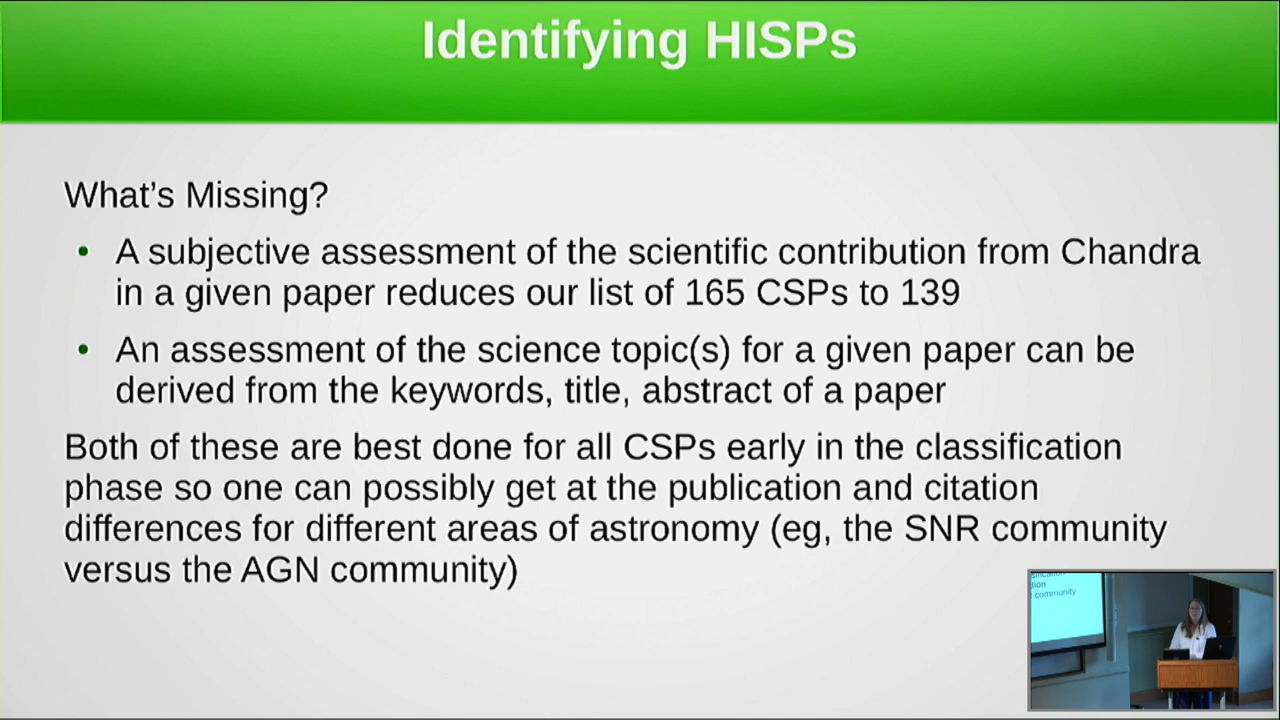 Identifying HISPs
What's Missing?
• A subjective assessment of the scientific contribution from Chandra
in a given paper reduces our list of 165 CSPs to 139
• An assessment of the science topic(s) for a given paper can be
derived from the keywords, title, abstract of a paper
Both of these are best done for all CSPs early in the classification
phase so one can possibly get at the publication and citation
differences for different areas of astronomy (eg, the SNR community
versus the AGN community)
community